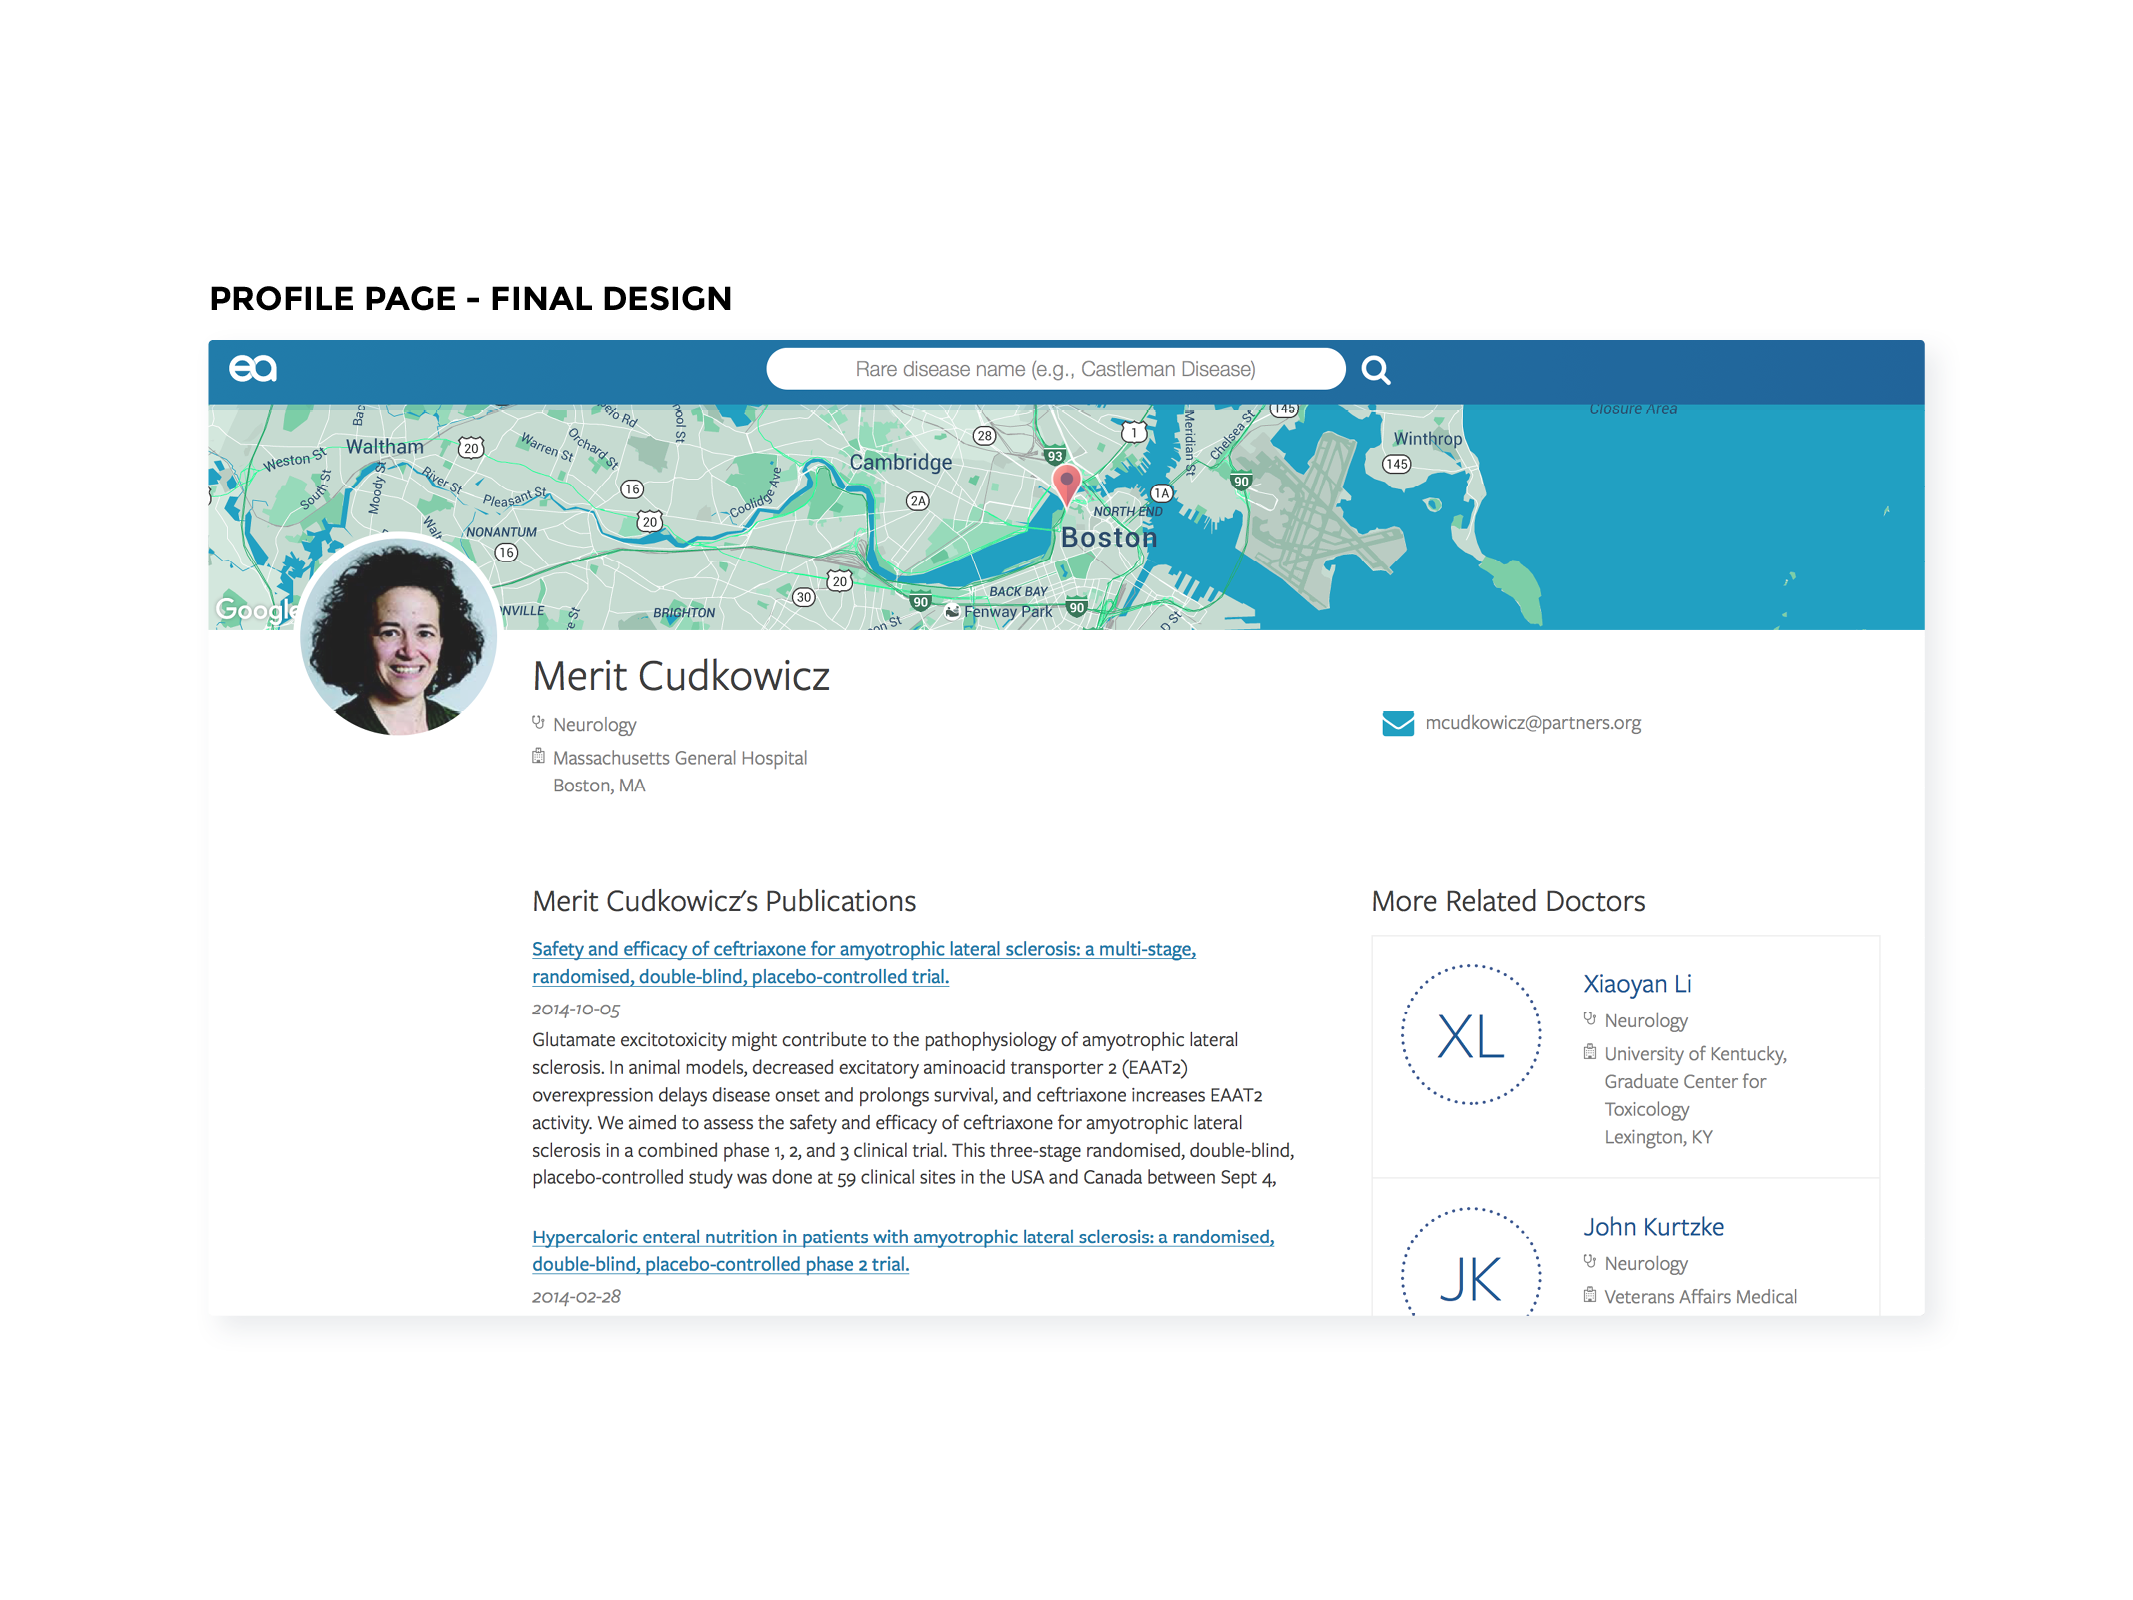 PROFILE PAGE - FINAL DESIGN
ea
Rare disease name (e.g., Castleman Disease)
Closure Area
145
Meridian St
Chelsea St
Winthrop
145
1
28
93
90
1A
Waltham
20
Warren St
Orchard St
Weston St
South St
Moody St
River St
Pleasant St
16
20
Coolidge Ave
Cambridge
2A
NORTH END
Boston
NONANTUM
16
20
30
90
BACK BAY
Fenway Park
90
D St
BRIGHTON
NVILLE
Google
Merit Cudkowicz
Neurology
Massachusetts General Hospital
Boston, MA
mcudkowicz@partners.org
Merit Cudkowicz's Publications
Safety and efficacy of ceftriaxone for amyotrophic lateral sclerosis: a multi-stage,
randomised, double-blind, placebo-controlled trial.
2014-10-05
Glutamate excitotoxicity might contribute to the pathophysiology of amyotrophic lateral
sclerosis. In animal models, decreased excitatory aminoacid transporter 2 (EAAT2)
overexpression delays disease onset and prolongs survival, and ceftriaxone increases EAAT2
activity. We aimed to assess the safety and efficacy of ceftriaxone for amyotrophic lateral
sclerosis in a combined phase 1, 2, and 3 clinical trial. This three-stage randomised, double-blind,
placebo-controlled study was done at 59 clinical sites in the USA and Canada between Sept 4,
Hypercaloric enteral nutrition in patients with amyotrophic lateral sclerosis: a randomised,
double-blind, placebo-controlled phase 2 trial.
2014-02-28
More Related Doctors
XL
Xiaoyan Li
Neurology
University of Kentucky,
Graduate Center for
Toxicology
Lexington, KY
JK
John Kurtzke
Neurology
Veterans Affairs Medical